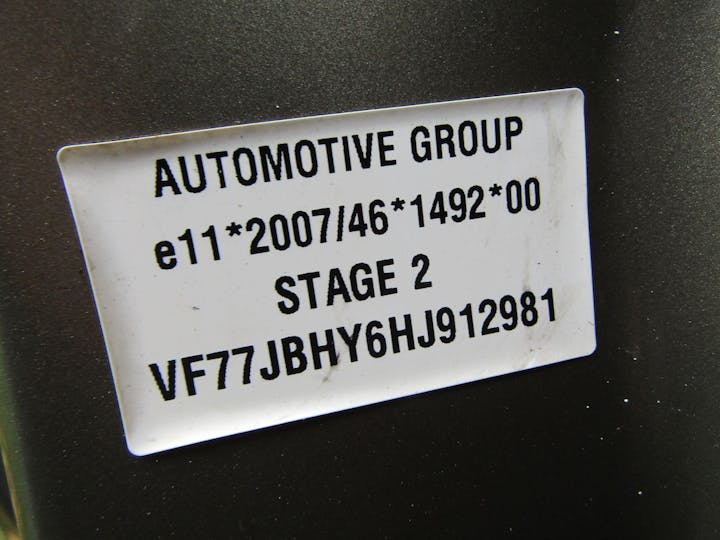 AUTOMOTIVE GROUP
e11*2007/46*1492*00
STAGE 2
VF77JBHY6HJ912981